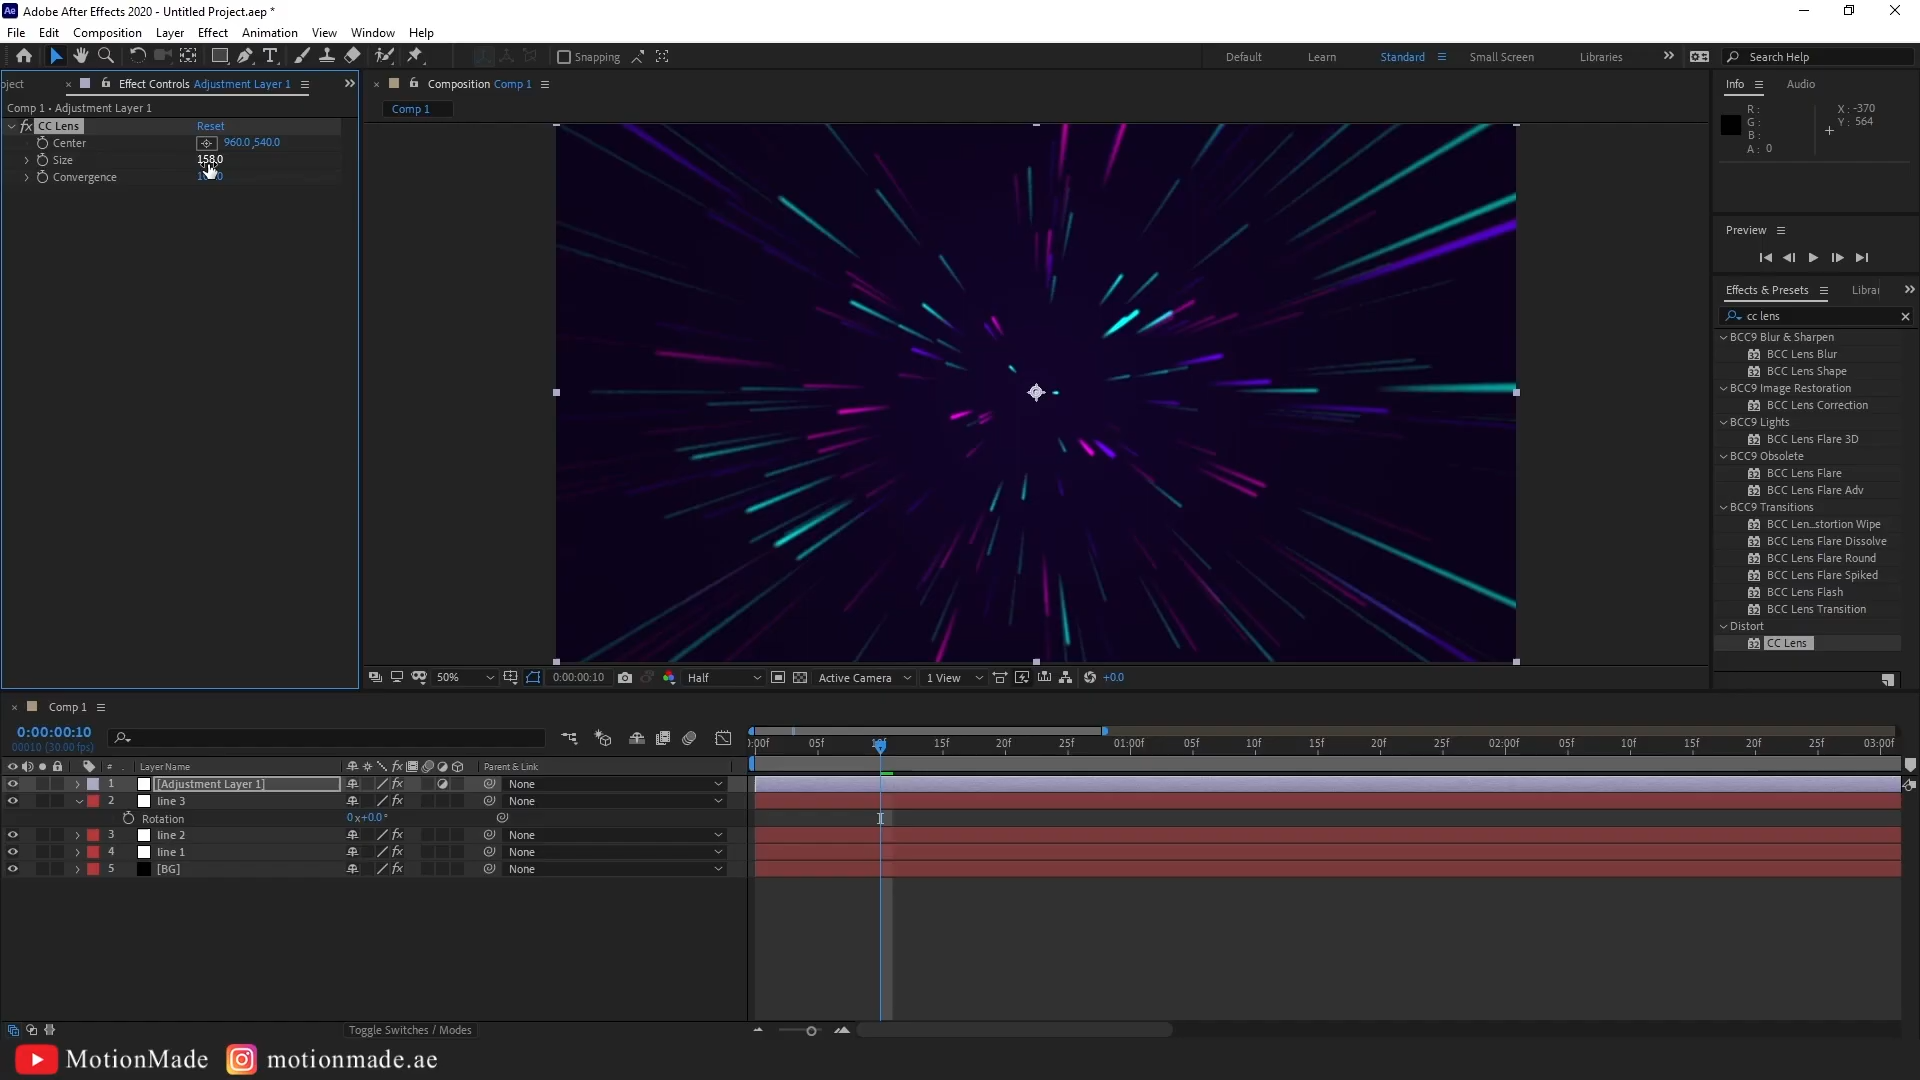 Adobe After Effects 2020 - Untitled Project.aep *
File Edit Composition Layer Effect Animation View Window Help
Snapping
Default Learn Standard Small Screen Libraries Search Help
oject Effect Controls Adjustment Layer 1
Comp 1 • Adjustment Layer 1
fx CC Lens Reset
Center 960.0,540.0
Size 158.0
Convergence
Composition Comp 1
Comp 1
50% 0:00:00:10 Half Active Camera 1 View +0.0
Info Audio
R:
G:
B:
A: 0
X: -370
Y: 564
Preview
Effects & Presets Librar
cc lens
BCC9 Blur & Sharpen
BCC Lens Blur
BCC Lens Shape
BCC9 Image Restoration
BCC Lens Correction
BCC9 Lights
BCC Lens Flare 3D
BCC9 Obsolete
BCC Lens Flare
BCC Lens Flare Adv
BCC9 Transitions
BCC Len...stortion Wipe
BCC Lens Flare Dissolve
BCC Lens Flare Round
BCC Lens Flare Spiked
BCC Lens Flash
BCC Lens Transition
Distort
CC Lens
Comp 1
0:00:00:10
00010 (30.00 fps)
# Layer Name Parent & Link
1 [Adjustment Layer 1] None
2 line 3 fx None
Rotation 0x+0.0°
3 line 2 fx None
4 line 1 fx None
5 [BG] fx None
):00f 05f 10f 15f 20f 25f 01:00f 05f 10f 15f 20f 25f 02:00f 05f 10f 15f 20f 25f 03:00f
Toggle Switches / Modes
MotionMade motionmade.ae